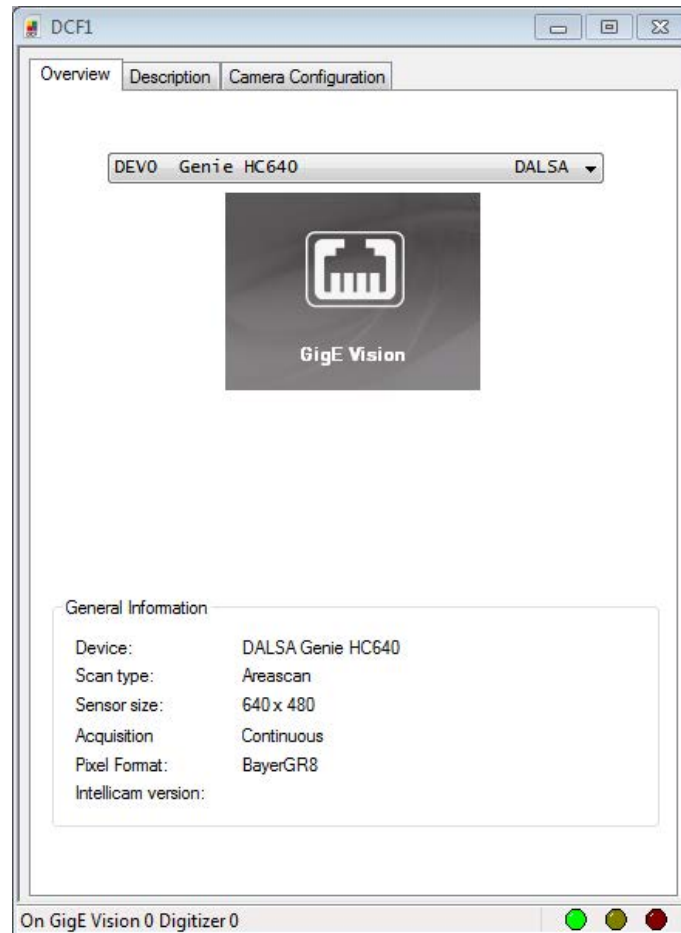 DCF1
Overview Description Camera Configuration
DEV0 Genie HC640 DALSA
GigE Vision
General Information
Device: DALSA Genie HC640
Scan type: Areascan
Sensor size: 640 x 480
Acquisition Continuous
Pixel Format: BayerGR8
Intellicam version:
On GigE Vision 0 Digitizer 0